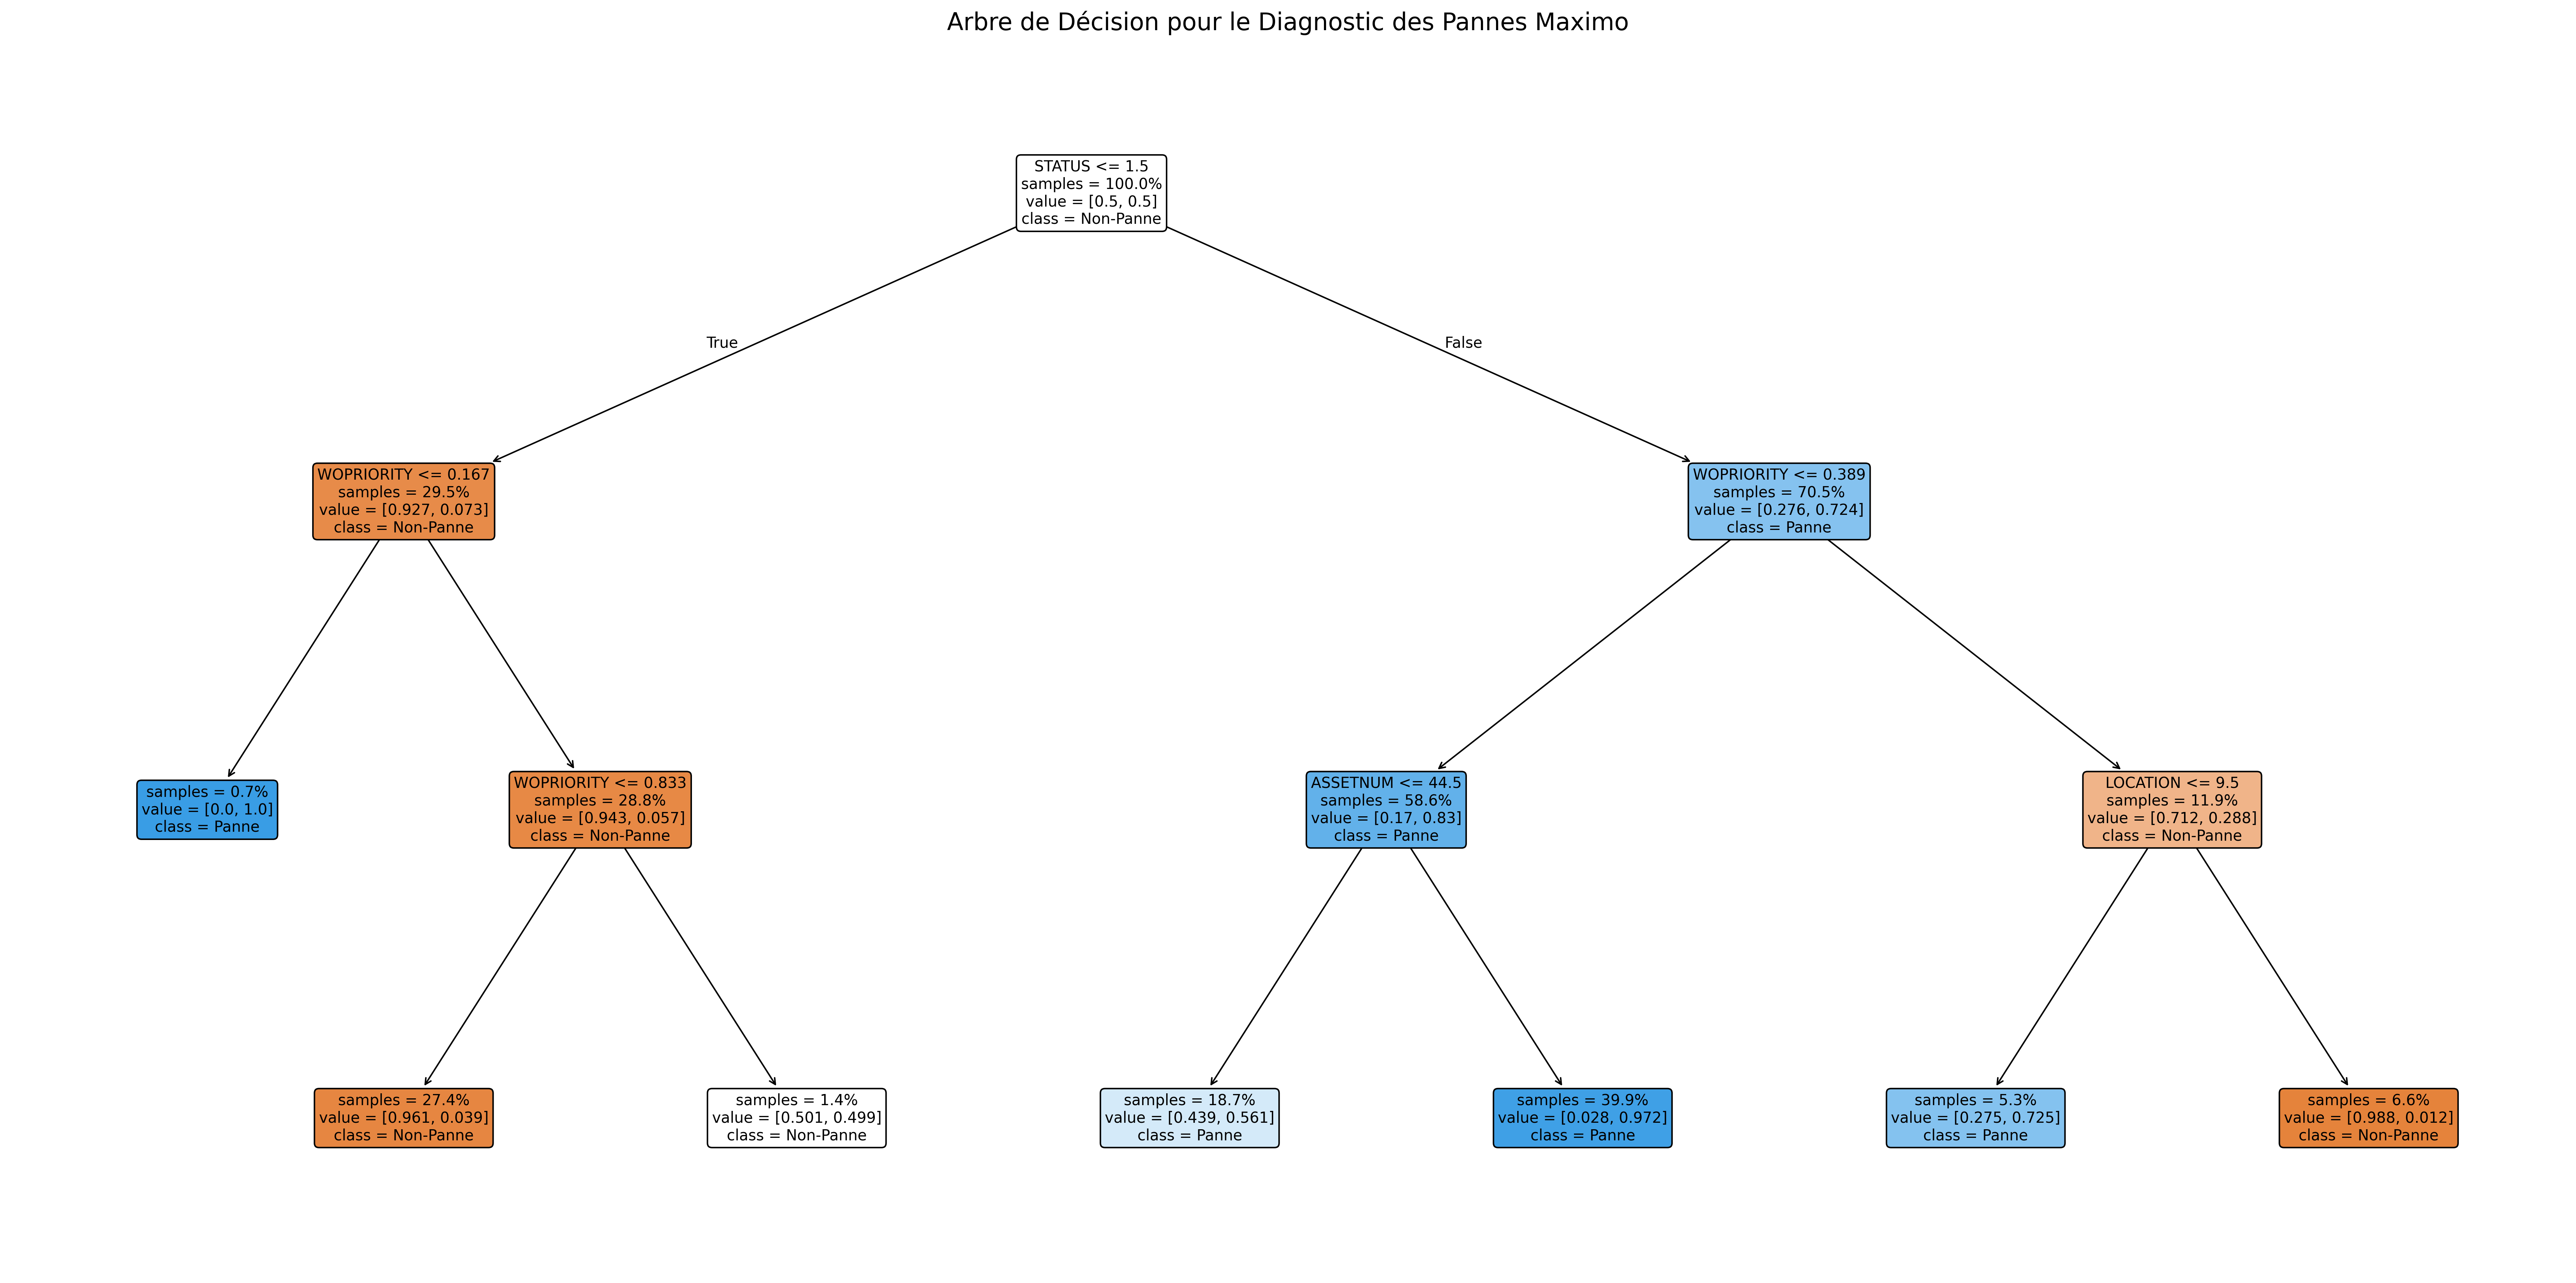 Arbre de Décision pour le Diagnostic des Pannes Maximo
STATUS <= 1.5
samples = 100.0%
value = [0.5, 0.5]
class = Non-Panne
True
False
WOPRIORITY <= 0.167
samples = 29.5%
value = [0.927, 0.073]
class = Non-Panne
WOPRIORITY <= 0.389
samples = 70.5%
value = [0.276, 0.724]
class = Panne
samples = 0.7%
value = [0.0, 1.0]
class = Panne
WOPRIORITY <= 0.833
samples = 28.8%
value = [0.943, 0.057]
class = Non-Panne
ASSETNUM <= 44.5
samples = 58.6%
value = [0.17, 0.83]
class = Panne
LOCATION <= 9.5
samples = 11.9%
value = [0.712, 0.288]
class = Non-Panne
samples = 27.4%
value = [0.961, 0.039]
class = Non-Panne
samples = 1.4%
value = [0.501, 0.499]
class = Non-Panne
samples = 18.7%
value = [0.439, 0.561]
class = Panne
samples = 39.9%
value = [0.028, 0.972]
class = Panne
samples = 5.3%
value = [0.275, 0.725]
class = Panne
samples = 6.6%
value = [0.988, 0.012]
class = Non-Panne